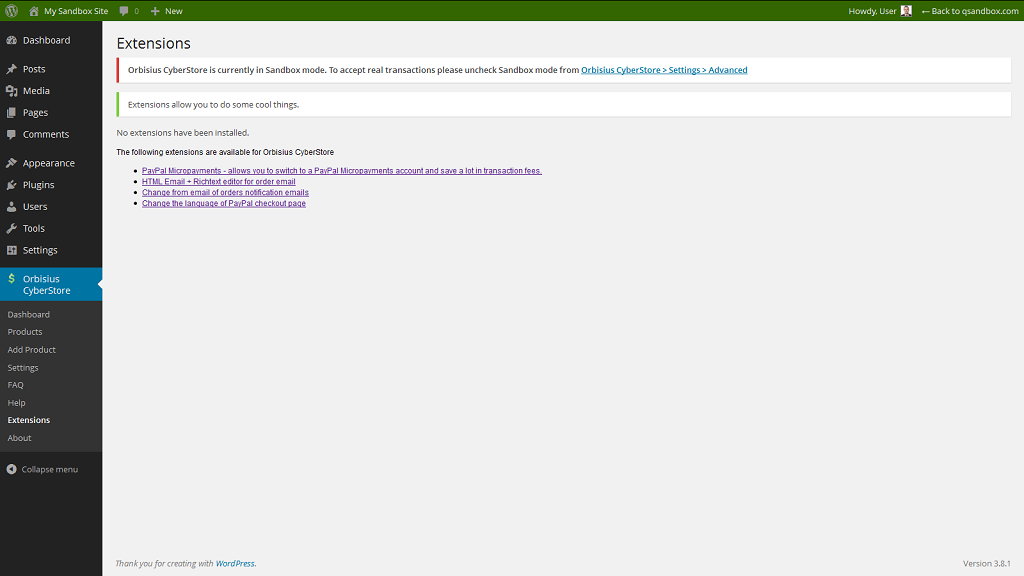 My Sandbox Site 0 New Howdy, User ← Back to qsandbox.com
Dashboard
Posts
Media
Pages
Comments
Appearance
Plugins
Users
Tools
Settings
Orbisius
CyberStore
Dashboard
Products
Add Product
Settings
FAQ
Help
Extensions
About
Collapse menu
Extensions
Orbisius CyberStore is currently in Sandbox mode. To accept real transactions please uncheck Sandbox mode from Orbisius CyberStore > Settings > Advanced
Extensions allow you to do some cool things.
No extensions have been installed.
The following extensions are available for Orbisius CyberStore
PayPal Micropayments - allows you to switch to a PayPal Micropayments account and save a lot in transaction fees.
HTML Email + Richtext editor for order email
Change from email of orders notification emails
Change the language of PayPal checkout page
Thank you for creating with WordPress. Version 3.8.1